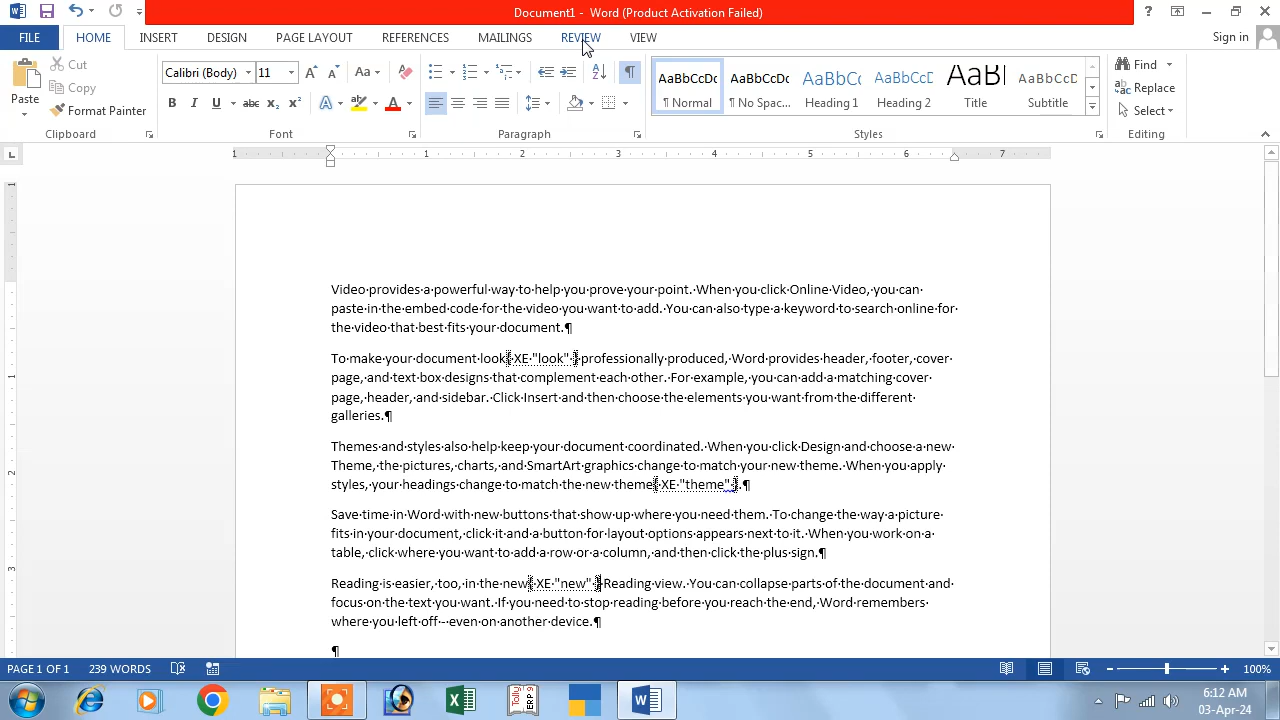 Document1 - Word (Product Activation Failed)
FILE HOME INSERT DESIGN PAGE LAYOUT REFERENCES MAILINGS REVIEW VIEW Sign in
Paste
Cut
Copy
Format Painter
Clipboard
Calibri (Body) 11
Font
Paragraph
AaBbCcDc ¶ Normal
AaBbCcDc ¶ No Spac...
AaBbCc Heading 1
AaBbCcD Heading 2
AaB Title
AaBbCcD Subtitle
Styles
Find
Replace
Select
Editing
1 1 2 3 4 5 6 7
Video·provides·a·powerful·way·to·help·you·prove·your·point.·When·you·click·Online·Video,·you·can·
paste·in·the·embed·code·for·the·video·you·want·to·add.·You·can·also·type·a·keyword·to·search·online·for·
the·video·that·best·fits·your·document.¶
To·make·your·document·look{·XE·"look"·}·professionally·produced,·Word·provides·header,·footer,·cover·
page,·and·text·box·designs·that·complement·each·other.·For·example,·you·can·add·a·matching·cover·
page,·header,·and·sidebar.·Click·Insert·and·then·choose·the·elements·you·want·from·the·different·
galleries.¶
Themes·and·styles·also·help·keep·your·document·coordinated.·When·you·click·Design·and·choose·a·new·
Theme,·the·pictures,·charts,·and·SmartArt·graphics·change·to·match·your·new·theme.·When·you·apply·
styles,·your·headings·change·to·match·the·new·theme{·XE·"theme"·}.¶
Save·time·in·Word·with·new·buttons·that·show·up·where·you·need·them.·To·change·the·way·a·picture·
fits·in·your·document,·click·it·and·a·button·for·layout·options·appears·next·to·it.·When·you·work·on·a·
table,·click·where·you·want·to·add·a·row·or·a·column,·and·then·click·the·plus·sign.¶
Reading·is·easier,·too,·in·the·new{·XE·"new"·}·Reading·view.·You·can·collapse·parts·of·the·document·and·
focus·on·the·text·you·want.·If·you·need·to·stop·reading·before·you·reach·the·end,·Word·remembers·
where·you·left·off·-·even·on·another·device.¶
¶
PAGE 1 OF 1 239 WORDS 100%
6:12 AM
03-Apr-24